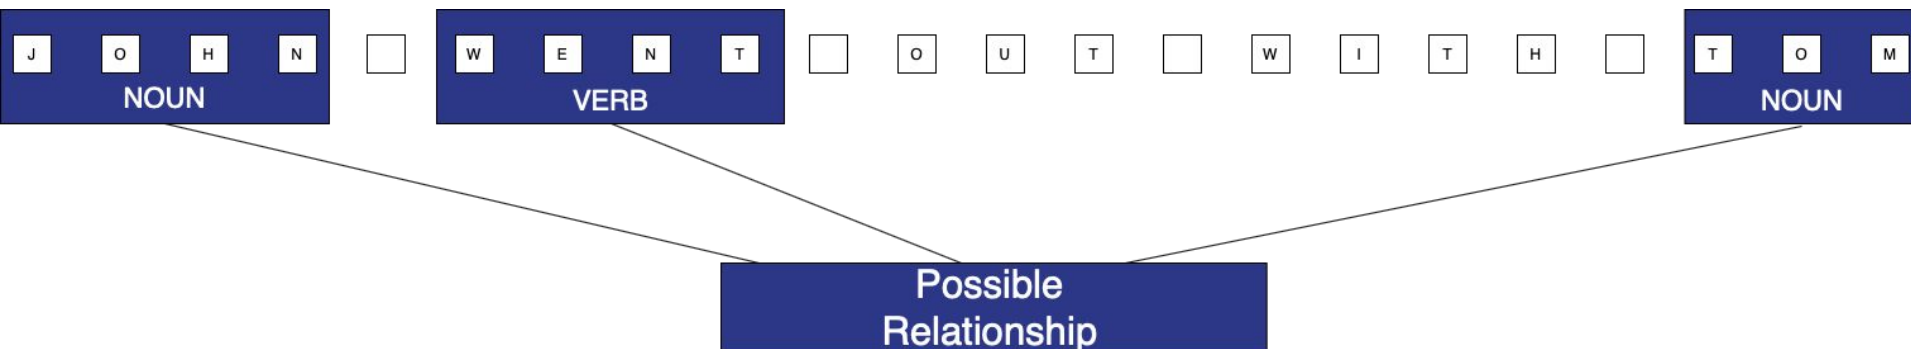 J O H N W E N T O U T W I T H T O M
NOUN VERB NOUN
Possible
Relationship